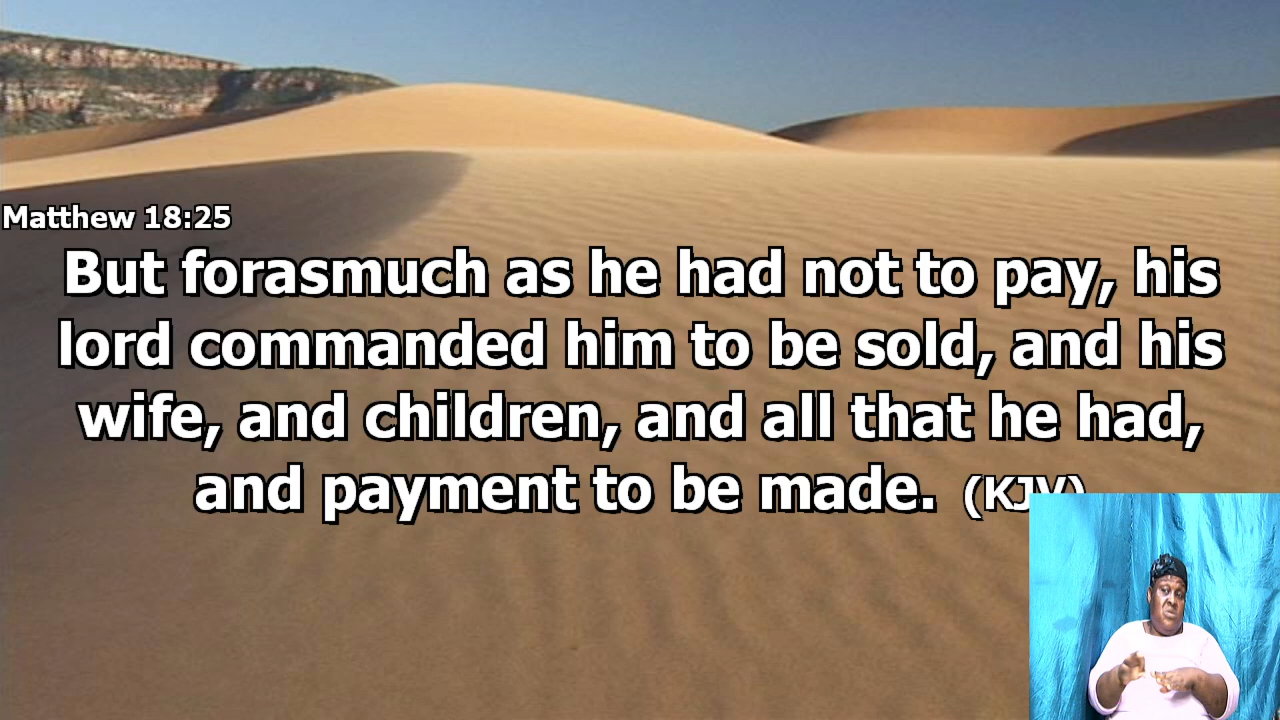 Matthew 18:25
But forasmuch as he had not to pay, his
lord commanded him to be sold, and his
wife, and children, and all that he had,
and payment to be made. (KJV)